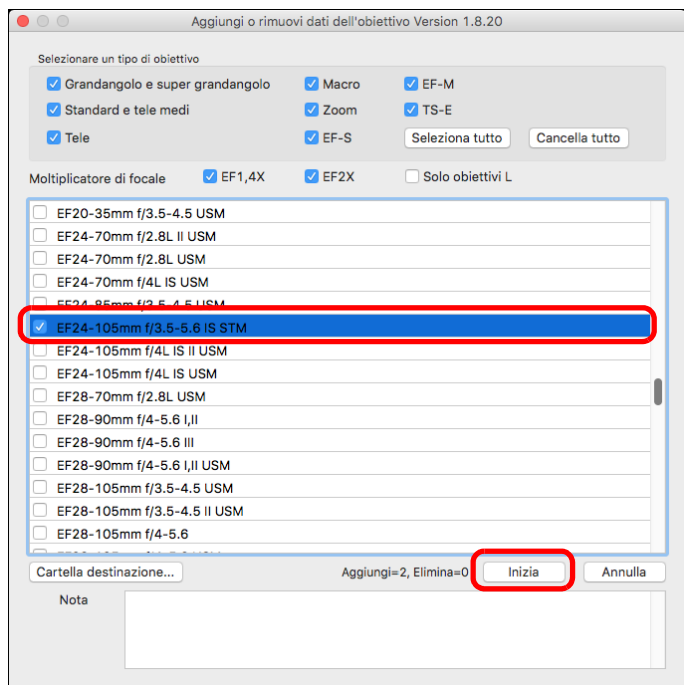 Aggiungi o rimuovi dati dell'obiettivo Version 1.8.20
Selezionare un tipo di obiettivo
Grandangolo e super grandangolo Macro EF-M
Standard e tele medi Zoom TS-E
Tele EF-S Seleziona tutto Cancella tutto
Moltiplicatore di focale EF1,4X EF2X Solo obiettivi L
EF20-35mm f/3.5-4.5 USM
EF24-70mm f/2.8L II USM
EF24-70mm f/2.8L USM
EF24-70mm f/4L IS USM
EF24-85mm f/3.5-4.5 USM
EF24-105mm f/3.5-5.6 IS STM
EF24-105mm f/4L IS II USM
EF24-105mm f/4L IS USM
EF28-70mm f/2.8L USM
EF28-90mm f/4-5.6 I,II
EF28-90mm f/4-5.6 III
EF28-90mm f/4-5.6 I,II USM
EF28-105mm f/3.5-4.5 USM
EF28-105mm f/3.5-4.5 II USM
EF28-105mm f/4-5.6
Cartella destinazione... Aggiungi=2, Elimina=0 Inizia Annulla
Nota